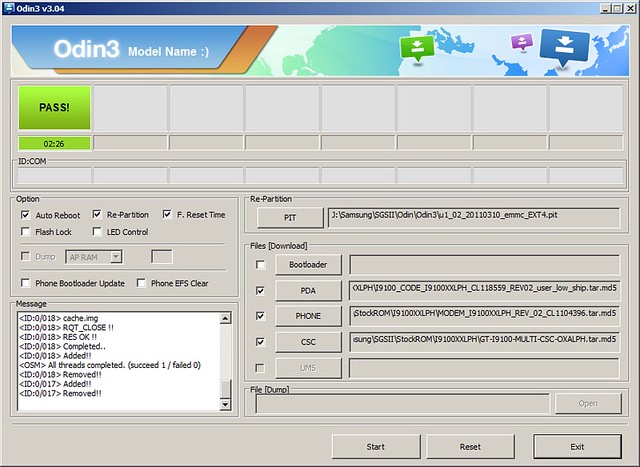 Odin3 v3.04
Odin3 Model Name :)
PASS!
02:26
ID:COM
Option
Auto Reboot Re-Partition F. Reset Time
Flash Lock LED Control
Dump AP RAM
Phone Bootloader Update Phone EFS Clear
Message
<ID:0/018> cache.img
<ID:0/018> RQT_CLOSE !!
<ID:0/018> RES OK !!
<ID:0/018> Completed..
<ID:0/018> Added!!
<OSM> All threads completed. (succeed 1 / failed 0)
<ID:0/018> Removed!!
<ID:0/017> Added!!
<ID:0/017> Removed!!
Re-Partition
PIT J:\Samsung\SGSII\Odin\Odin3\u1_02_20110310_emmc_EXT4.pit
Files [Download]
Bootloader
PDA XLPH\I9100_CODE_I9100XXLPH_CL118559_REV02_user_low_ship.tar.md5
PHONE \StockROM\I9100XXLPH\MODEM_I9100XXLPH_REV_02_CL1104396.tar.md5
CSC sung\SGSII\StockROM\I9100XXLPH\GT-I9100-MULTI-CSC-OXALPH.tar.md5
UMS
File [Dump]
Open
Start Reset Exit